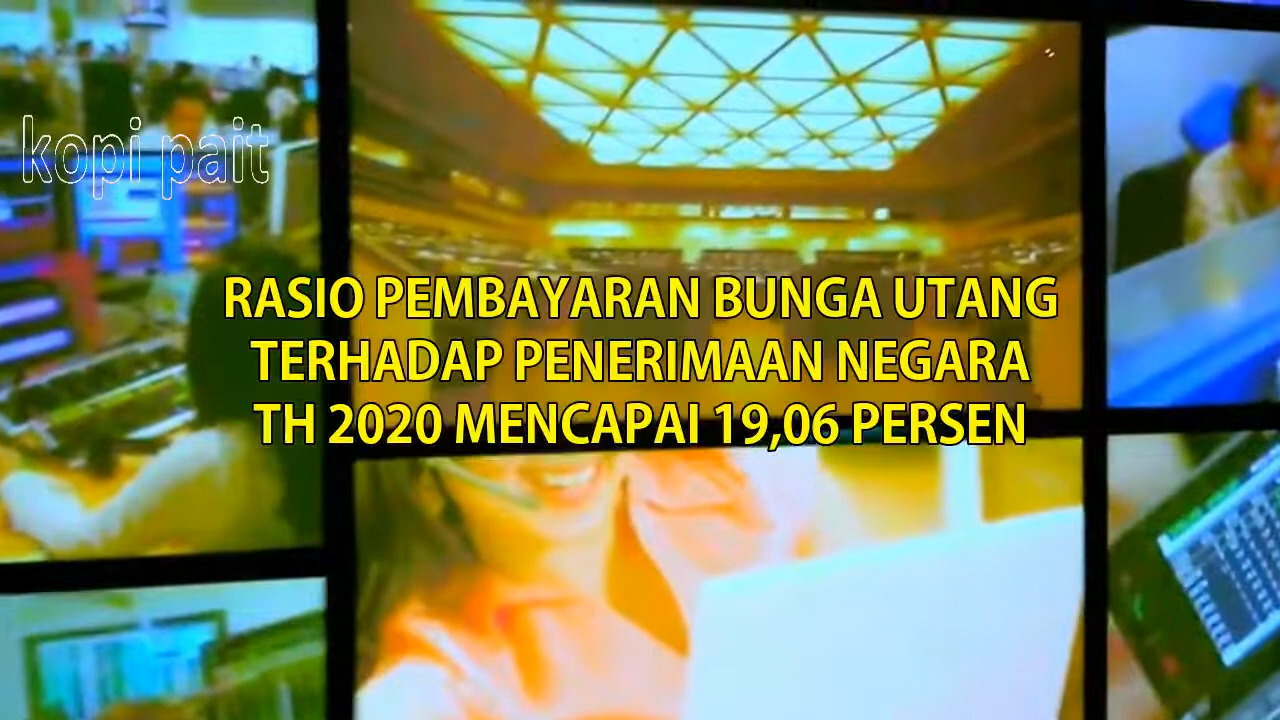 kopi pait
RASIO PEMBAYARAN BUNGA UTANG
TERHADAP PENERIMAAN NEGARA
TH 2020 MENCAPAI 19,06 PERSEN